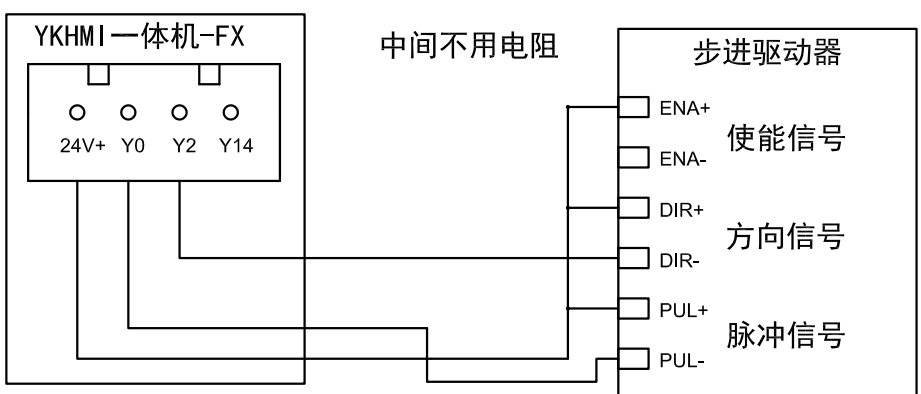 YKHMI一体机-FX
中间不用电阻
步进驱动器
24V+ Y0 Y2 Y14
ENA+
使能信号
ENA-
DIR+
方向信号
DIR-
PUL+
脉冲信号
PUL-